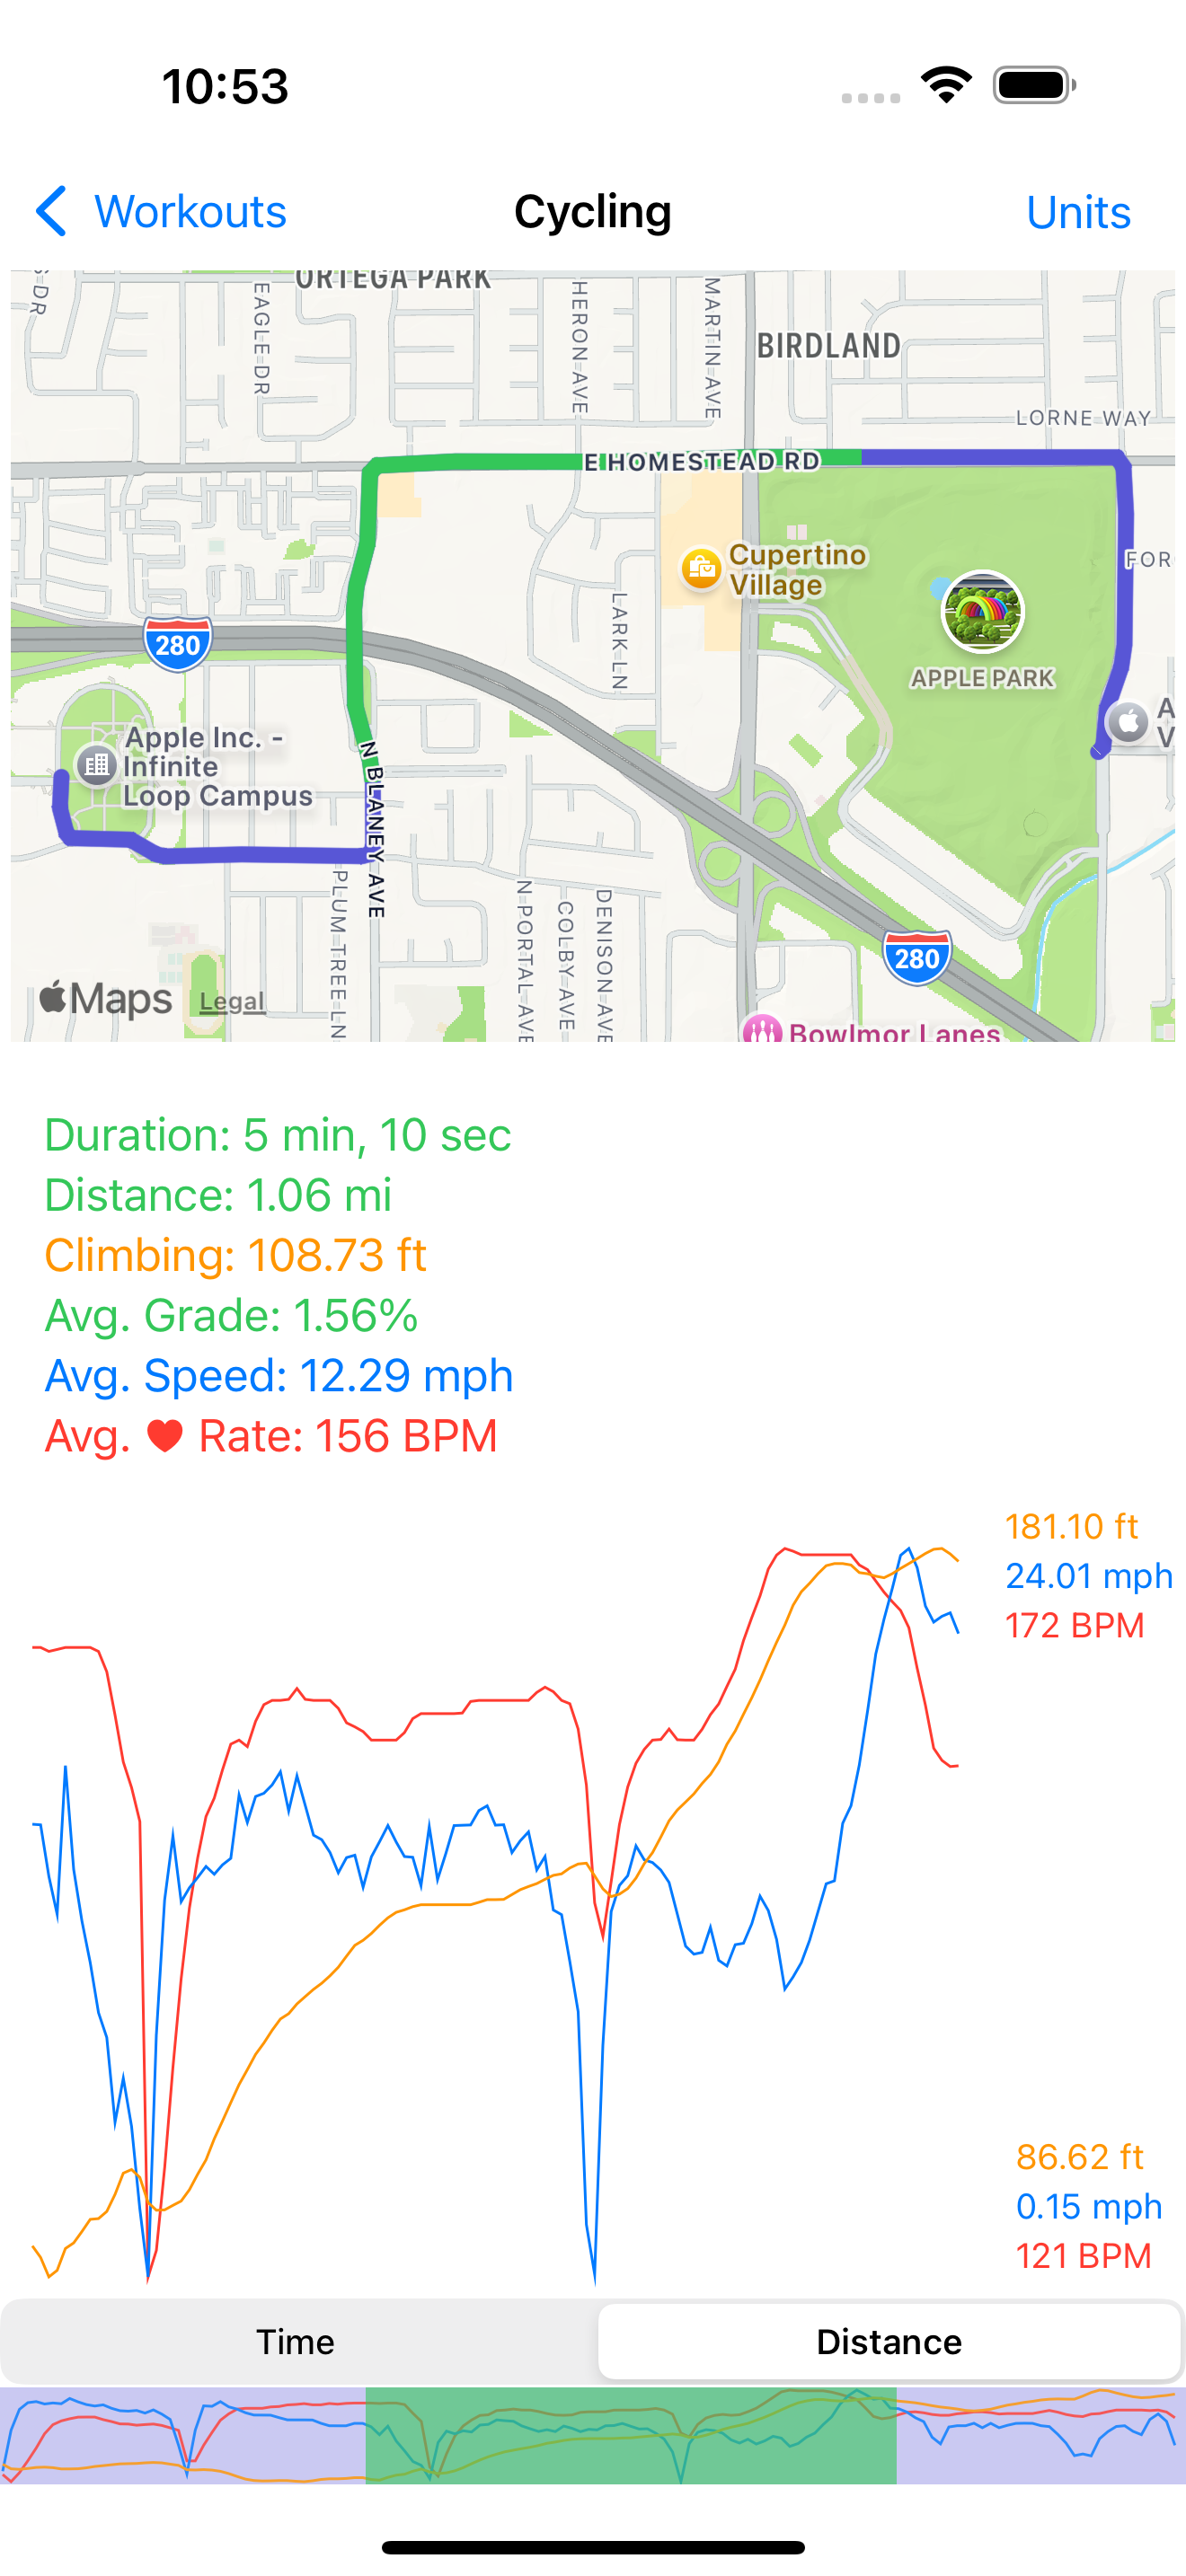 10:53
Workouts
Cycling
Units
ORTEGA PARK
DR
EAGLE DR
HERON AVE
MARTIN AVE
BIRDLAND
LORNE WAY
E HOMESTEAD RD
Cupertino
Village
FOR
LARK LN
280
APPLE PARK
A
V
Apple Inc. -
Infinite
Loop Campus
N BLANEY AVE
PLUM TREE LN
N PORTAL AVE
COLBY AVE
DENISON AVE
280
Maps
Legal
Bowlmor Lanes
Duration: 5 min, 10 sec
Distance: 1.06 mi
Climbing: 108.73 ft
Avg. Grade: 1.56%
Avg. Speed: 12.29 mph
Avg. ♥ Rate: 156 BPM
181.10 ft
24.01 mph
172 BPM
86.62 ft
0.15 mph
121 BPM
Time
Distance